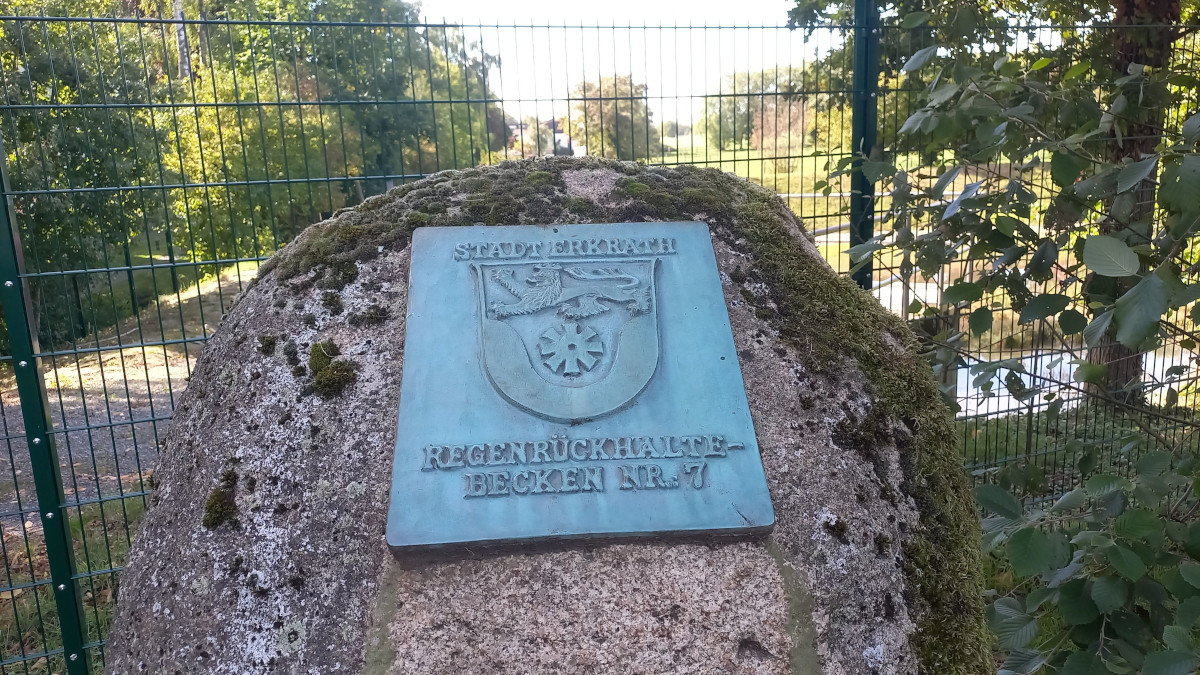 STADT ERKRATH
REGENRÜCKHALTE-
BECKEN NR.: 7